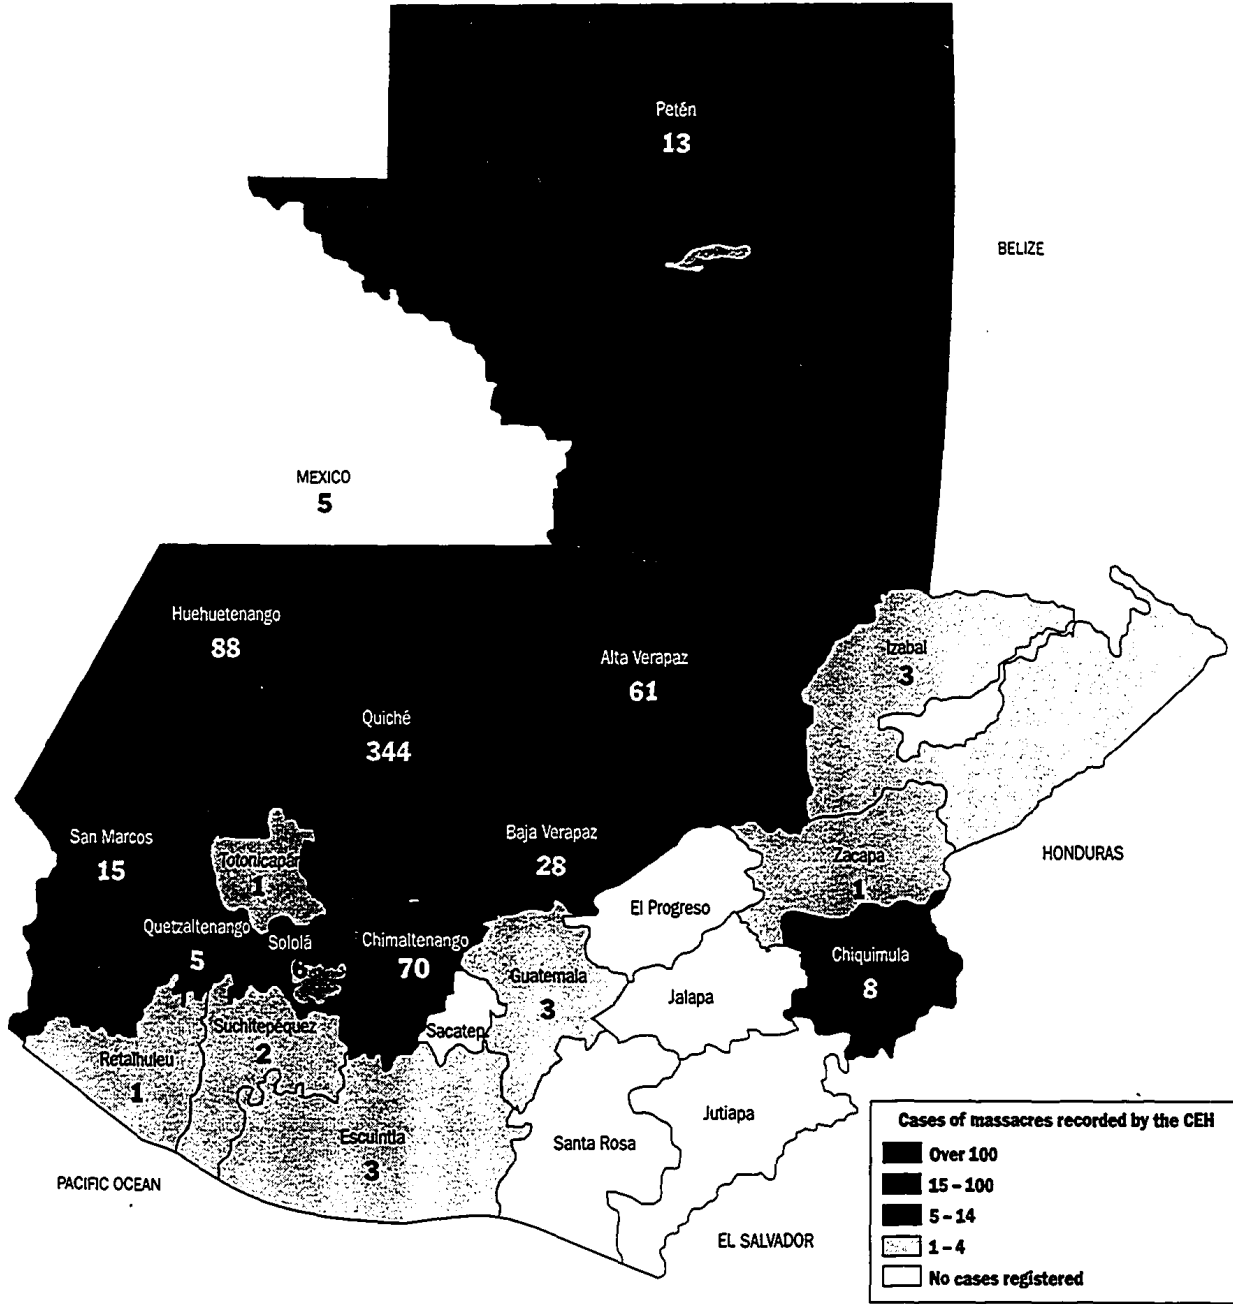 Petén
13
BELIZE
MEXICO
5
Huehuetenango
88
Alta Verapaz
61
Izabal
3
Quiché
344
San Marcos
15
Totonicapá
1
Baja Verapaz
28
Zacapa
1
HONDURAS
El Progreso
Quetzaltenango
5
Sololá
6
Chimaltenango
70
Guatemala
3
Jalapa
Chiquimula
8
Sacatep
Retalhuleu
1
Suchitepéquez
2
Escuintla
3
Santa Rosa
Jutiapa
PACIFIC OCEAN
EL SALVADOR
Cases of massacres recorded by the CEH
Over 100
15 – 100
5 – 14
1 – 4
No cases registered